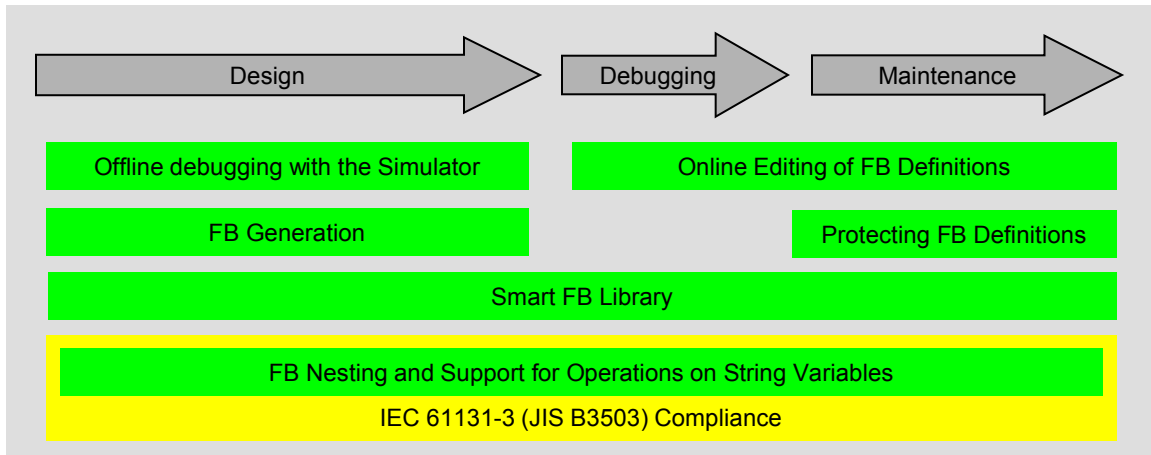 Design
Debugging
Maintenance
Offline debugging with the Simulator
Online Editing of FB Definitions
FB Generation
Protecting FB Definitions
Smart FB Library
FB Nesting and Support for Operations on String Variables
IEC 61131-3 (JIS B3503) Compliance